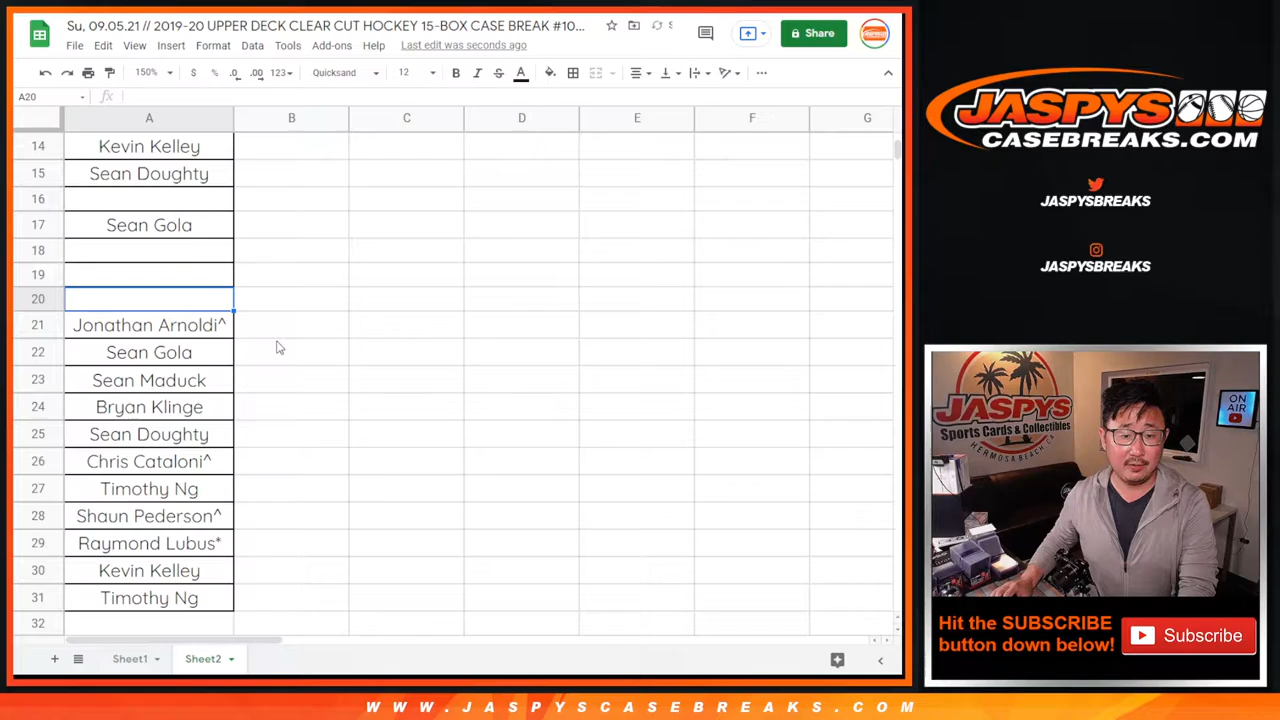 Su, 09.05.21 // 2019-20 UPPER DECK CLEAR CUT HOCKEY 15-BOX CASE BREAK #10...
File Edit View Insert Format Data Tools Add-ons Help Last edit was seconds ago
Share
150% $ % .0 .00 123 Quicksand 12 B I S A
A20 fx
A B C D E F G
14 Kevin Kelley
15 Sean Doughty
16
17 Sean Gola
18
19
20
21 Jonathan Arnoldi^
22 Sean Gola
23 Sean Maduck
24 Bryan Klinge
25 Sean Doughty
26 Chris Cataloni^
27 Timothy Ng
28 Shaun Pederson^
29 Raymond Lubus*
30 Kevin Kelley
31 Timothy Ng
32
Sheet1 Sheet2
JASPYS
CASEBREAKS.COM
JASPYSBREAKS
JASPYSBREAKS
JASPYS
Sports Cards & Collectibles
HERMOSA BEACH, CA
ON AIR
Hit the SUBSCRIBE
button down below!
Subscribe
WWW.JASPYSCASEBREAKS.COM